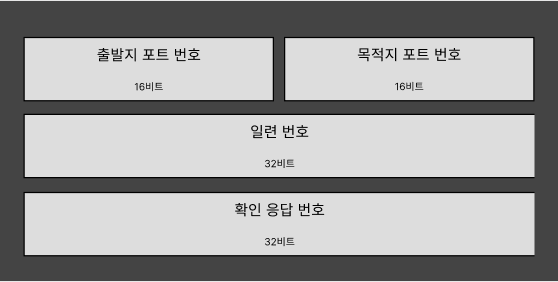 출발지 포트 번호
16비트
목적지 포트 번호
16비트
일련 번호
32비트
확인 응답 번호
32비트